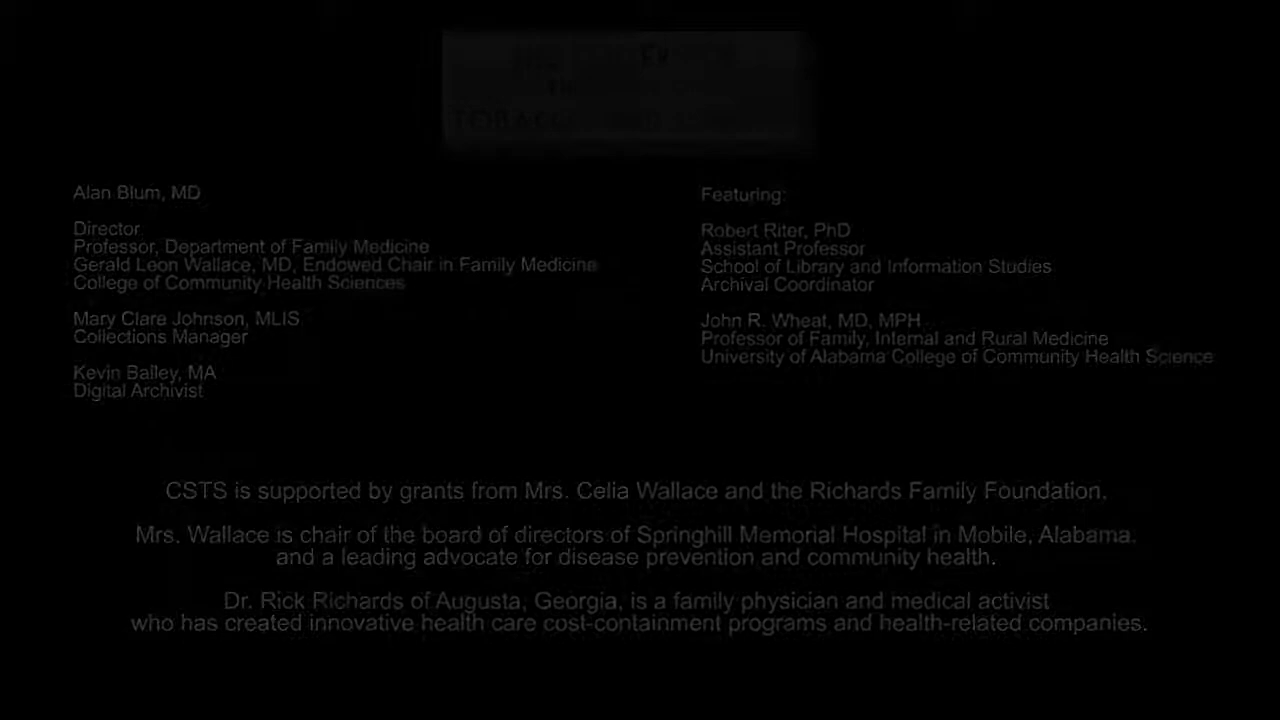 TOBACCO AND
Alan Blum, MD
Director
Professor, Department of Family Medicine
Gerald Leon Wallace, MD, Endowed Chair in Family Medicine
College of Community Health Sciences
Mary Clara Johnson, MLIS
Collections Manager
Kevin Bailey, MA
Digital Archivist
Featuring:
Robert Riter, PhD
Assistant Professor
School of Library and Information Studies
Archival Coordinator
John R. Wheat, MD, MPH
Professor of Family, Internal and Rural Medicine
University of Alabama College of Community Health Science
CSTS is supported by grants from Mrs. Celia Wallace and the Richards Family Foundation.
Mrs. Wallace is chair of the board of directors of Springhill Memorial Hospital in Mobile, Alabama.
and a leading advocate for disease prevention and community health.
Dr. Rick Richards of Augusta, Georgia, is a family physician and medical activist
who has created innovative health care cost-containment programs and health-related companies.